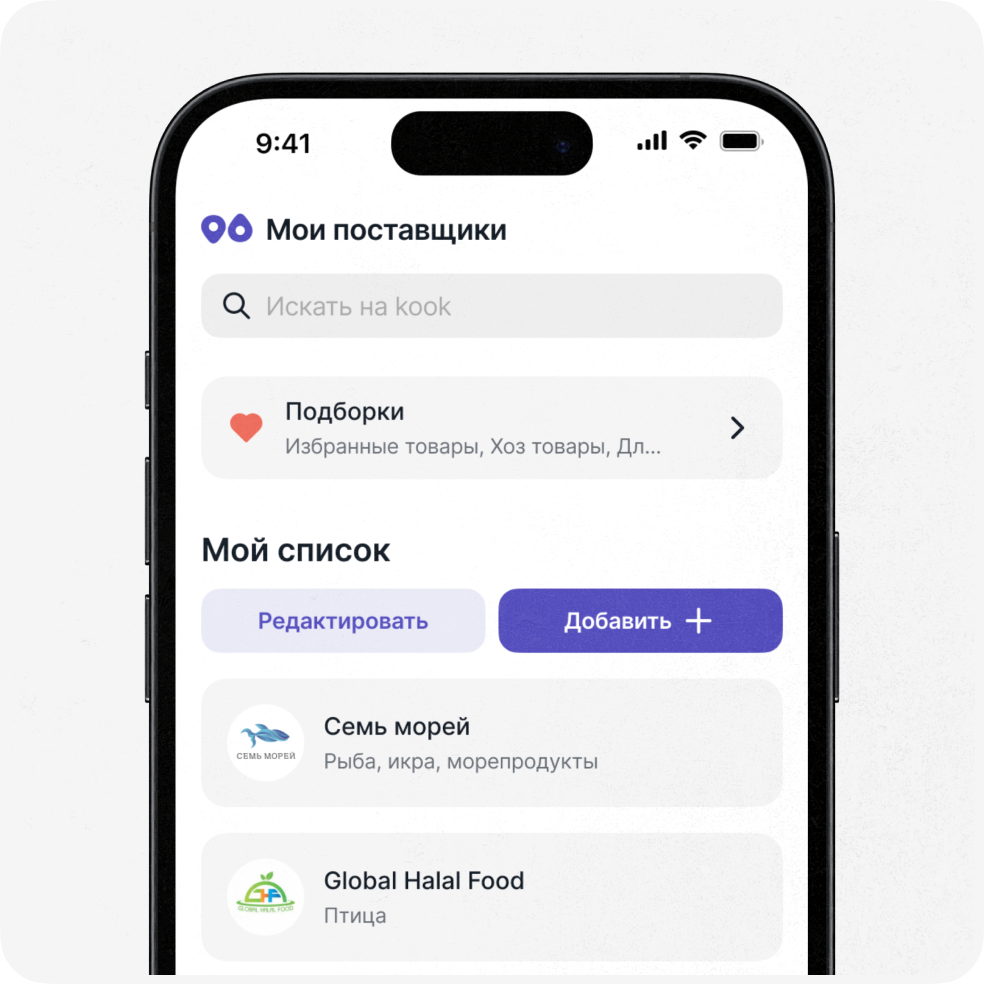 9:41
Мои поставщики
Искать на kook
Подборки
Избранные товары, Хоз товары, Дл...
Мой список
Редактировать
Добавить
Семь морей
СЕМЬ МОРЕЙ
Рыба, икра, морепродукты
Global Halal Food
GHF
GLOBAL HALAL FOOD
Птица